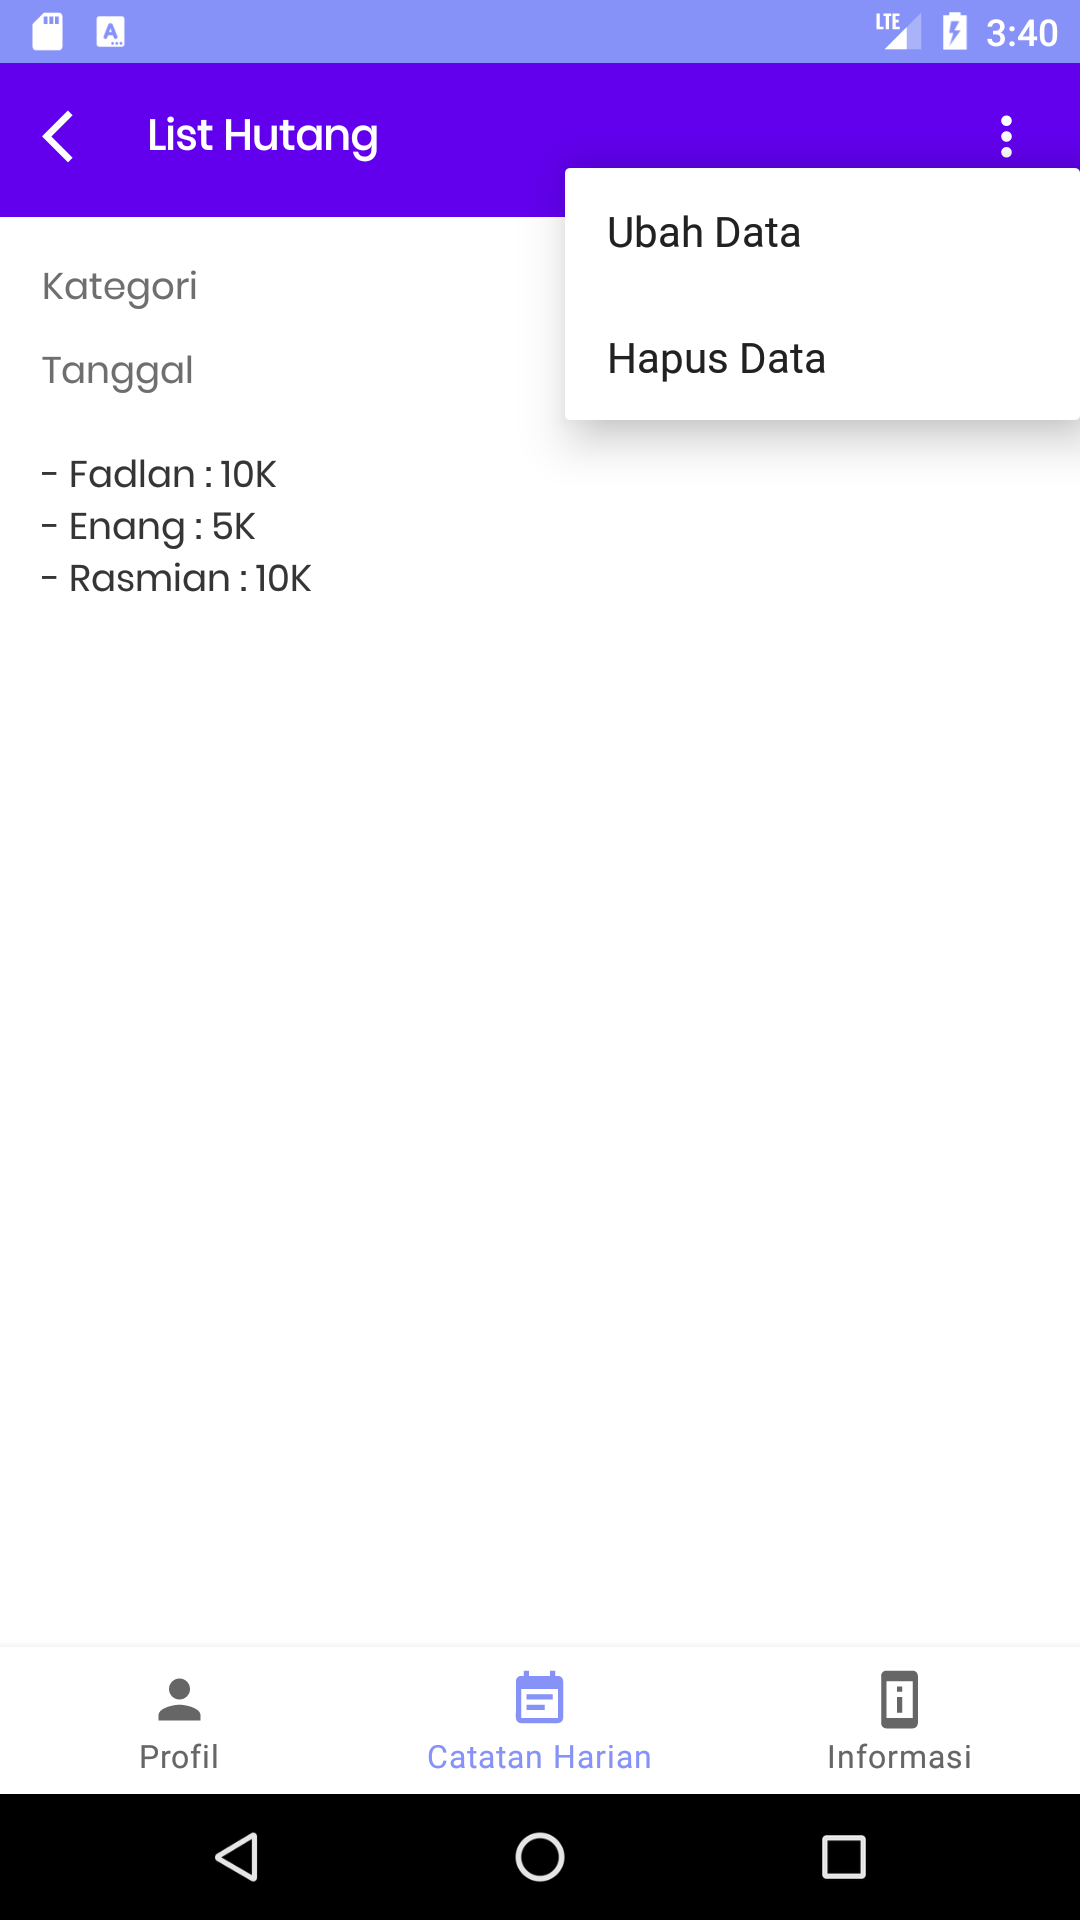 LTE 3:40
List Hutang
Ubah Data
Hapus Data
Kategori
Tanggal
- Fadlan : 10K
- Enang : 5K
- Rasmian : 10K
Profil
Catatan Harian
Informasi